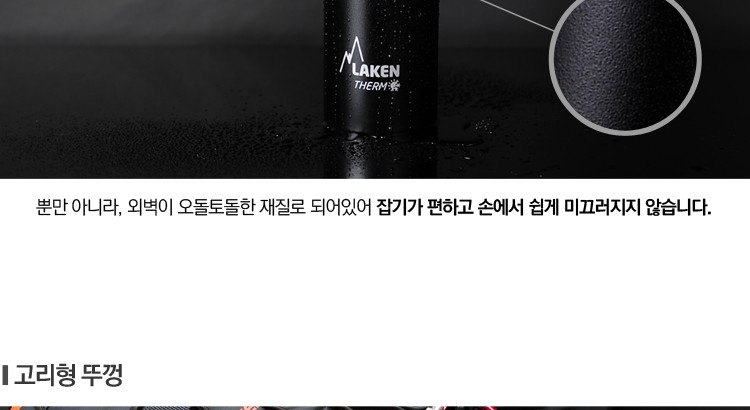 LAKEN
THERM
뿐만 아니라, 외벽이 오돌토돌한 재질로 되어있어 잡기가 편하고 손에서 쉽게 미끄러지지 않습니다.
고리형 뚜껑